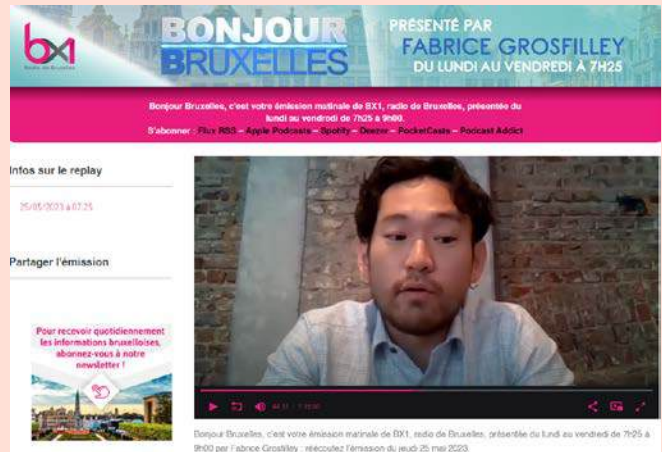 bx1
Radio de Bruxelles
BONJOUR
BRUXELLES
PRÉSENTÉ PAR
FABRICE GROSFILLEY
DU LUNDI AU VENDREDI À 7H25
Bonjour Bruxelles, c'est votre émission matinale de BX1, radio de Bruxelles, présentée du
lundi au vendredi de 7h25 à 9h00.
S'abonner : Flux RSS – Apple Podcasts – Spotify – Deezer – PocketCasts – Podcast Addict
Infos sur le replay
25/05/2023 à 07:25
Partager l'émission
Pour recevoir quotidiennement
les informations bruxelloises,
abonnez-vous à notre
newsletter !
Bonjour Bruxelles, c'est votre émission matinale de BX1, radio de Bruxelles, présentée du lundi au vendredi de 7h25 à
9h00 par Fabrice Grosfilley : réécoutez l'émission du jeudi 25 mai 2023.